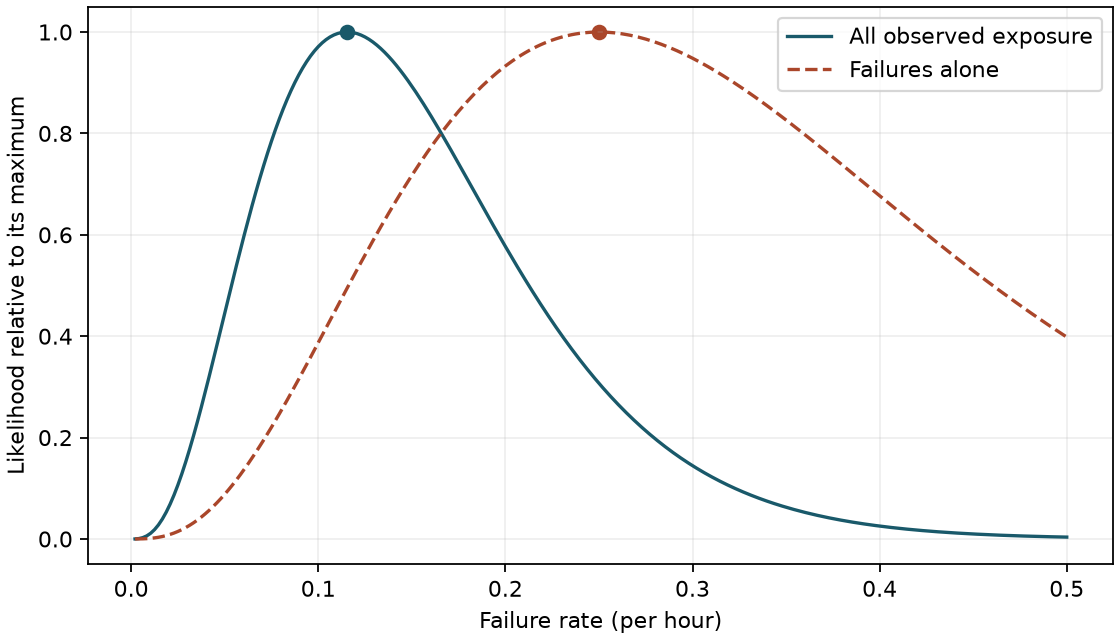 All observed exposure
Failures alone
Likelihood relative to its maximum
1.0
0.8
0.6
0.4
0.2
0.0
0.0 0.1 0.2 0.3 0.4 0.5
Failure rate (per hour)